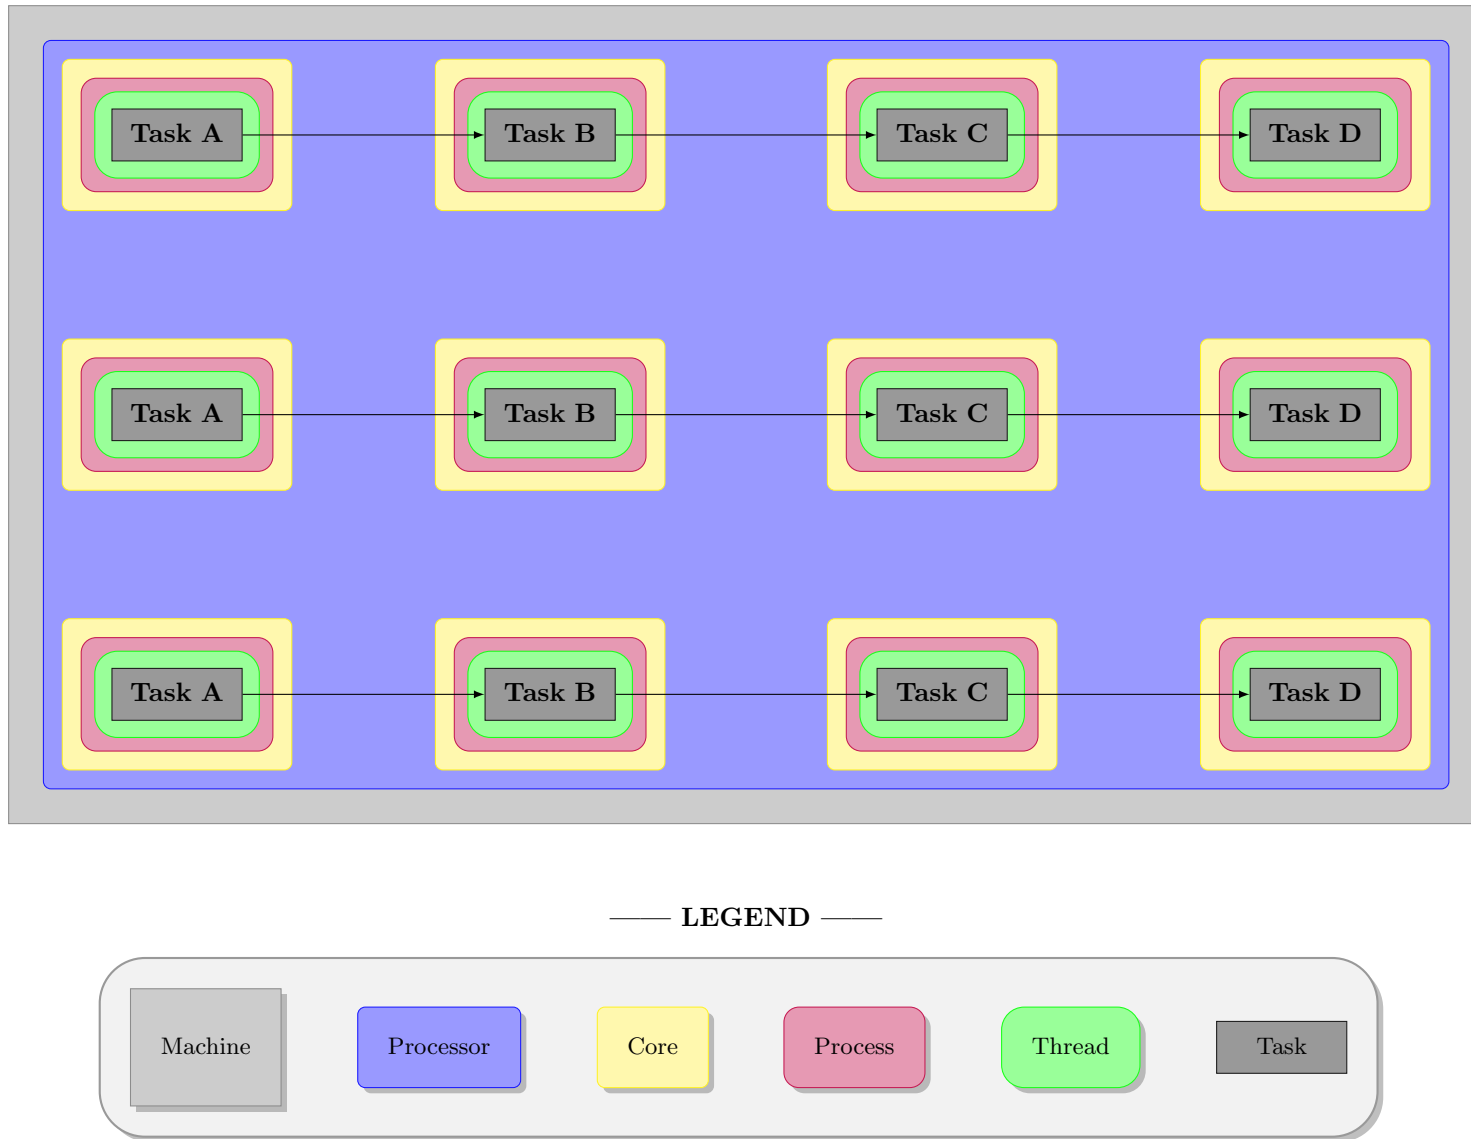 Task A Task B Task C Task D
Task A Task B Task C Task D
Task A Task B Task C Task D
LEGEND
Machine Processor Core Process Thread Task